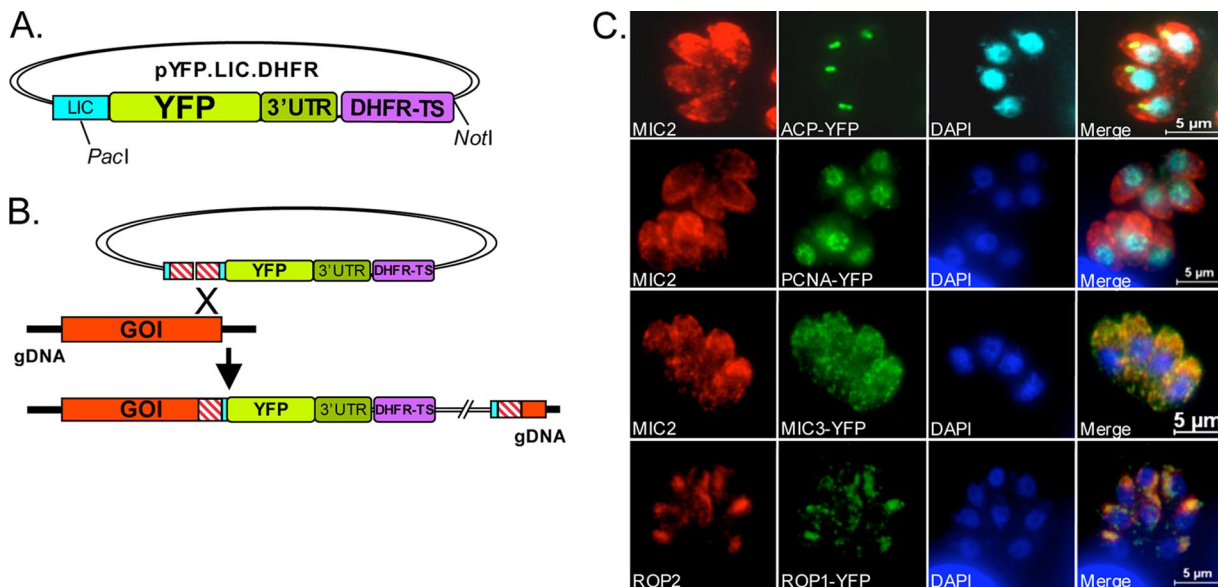 A.
pYFP.LIC.DHFR
LIC YFP 3'UTR DHFR-TS
PacI
NotI
B.
YFP 3'UTR DHFR-TS
X
GOI
gDNA
GOI YFP 3'UTR DHFR-TS
gDNA
C.
MIC2 ACP-YFP DAPI Merge 5 µm
MIC2 PCNA-YFP DAPI Merge 5 µm
MIC2 MIC3-YFP DAPI Merge 5 µm
ROP2 ROP1-YFP DAPI Merge 5 µm